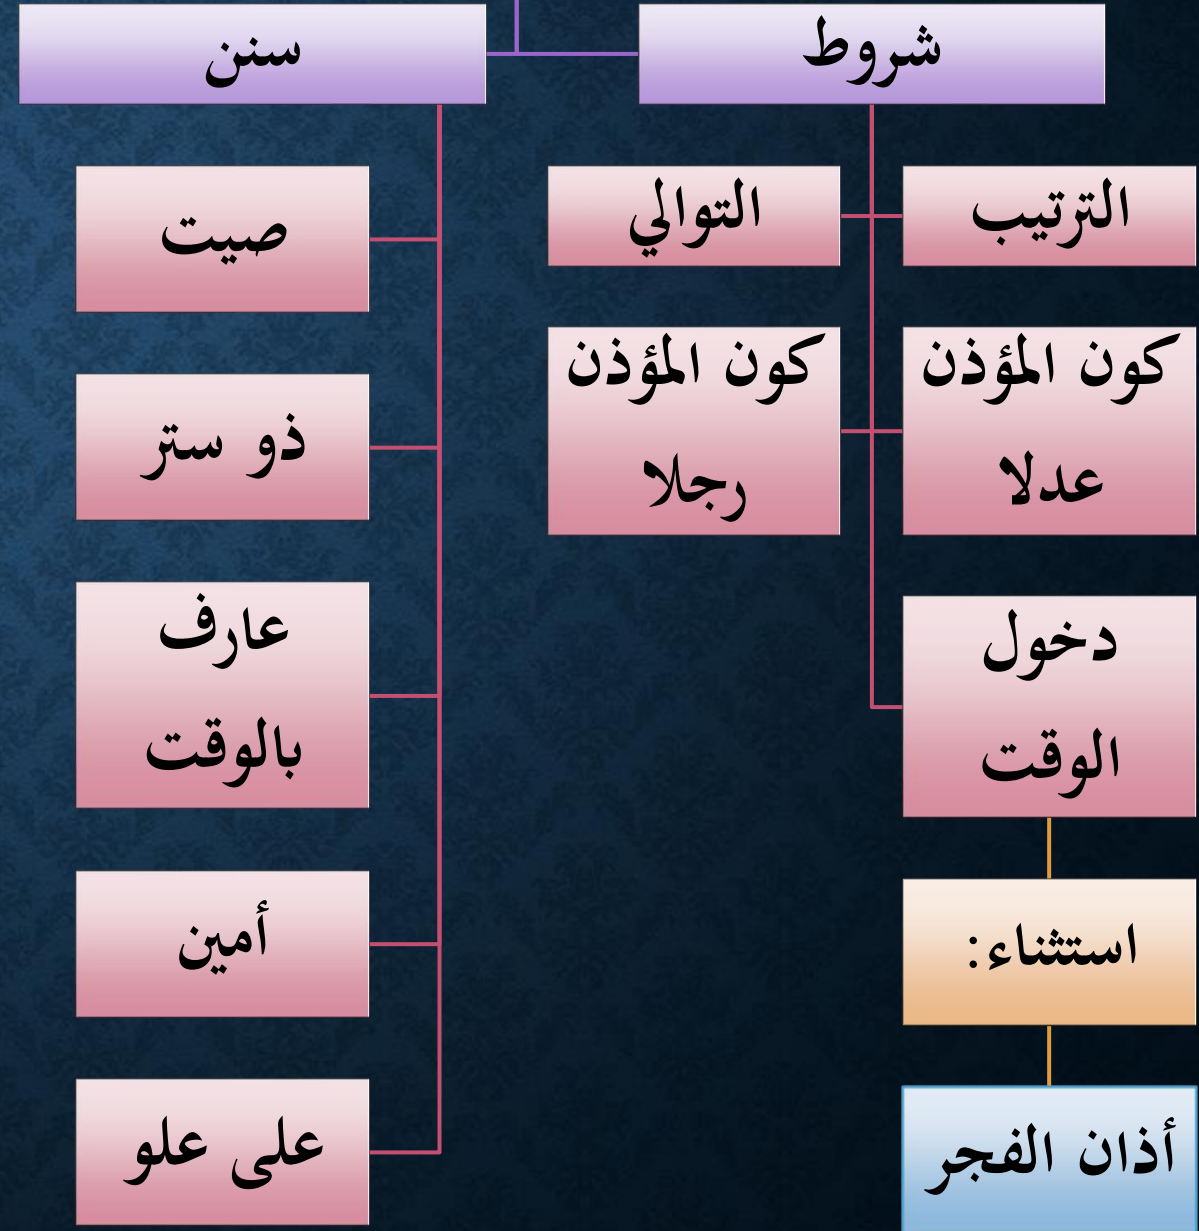 شروط
سنن
الترتيب
التوالي
كون المؤذن
عدلا
كون المؤذن
رجلا
دخول
الوقت
استثناء:
أذان الفجر
صيت
ذو ستر
عارف
بالوقت
أمين
على علو